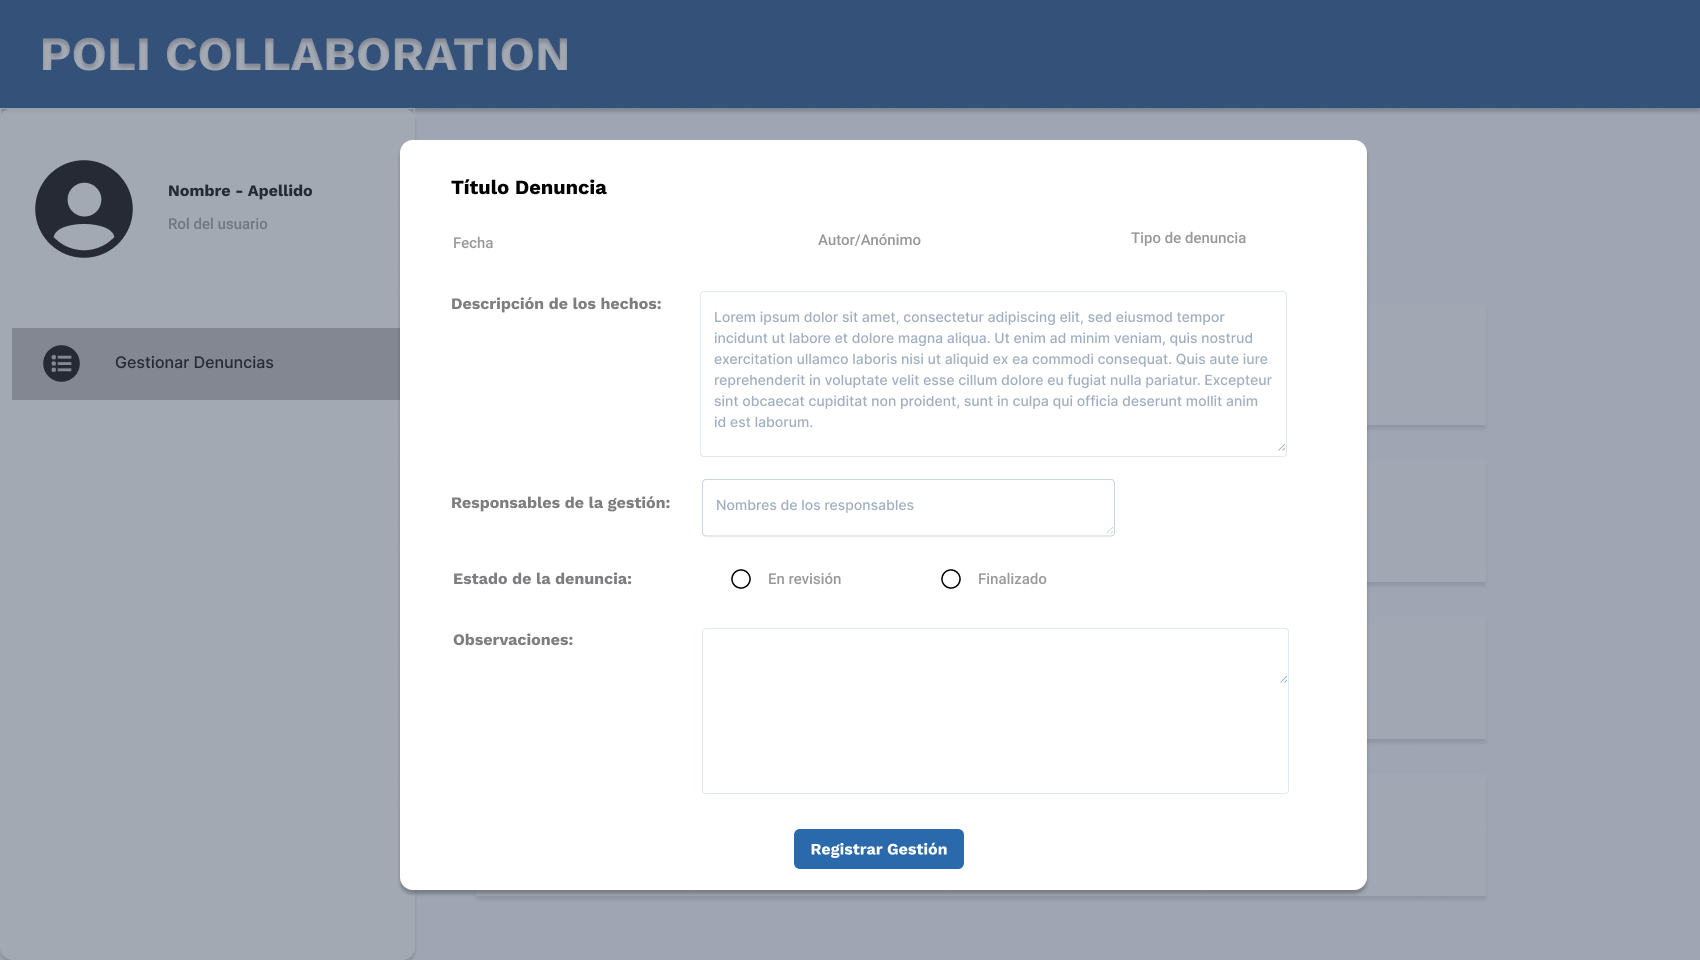 POLI COLLABORATION
Nombre - Apellido
Rol del usuario
Gestionar Denuncias
Título Denuncia
Fecha
Autor/Anónimo
Tipo de denuncia
Descripción de los hechos:
Lorem ipsum dolor sit amet, consectetur adipiscing elit, sed eiusmod tempor
incidunt ut labore et dolore magna aliqua. Ut enim ad minim veniam, quis nostrud
exercitation ullamco laboris nisi ut aliquid ex ea commodi consequat. Quis aute iure
reprehenderit in voluptate velit esse cillum dolore eu fugiat nulla pariatur. Excepteur
sint obcaecat cupiditat non proident, sunt in culpa qui officia deserunt mollit anim
id est laborum.
Responsables de la gestión:
Nombres de los responsables
Estado de la denuncia:
En revisión
Finalizado
Observaciones:
Registrar Gestión